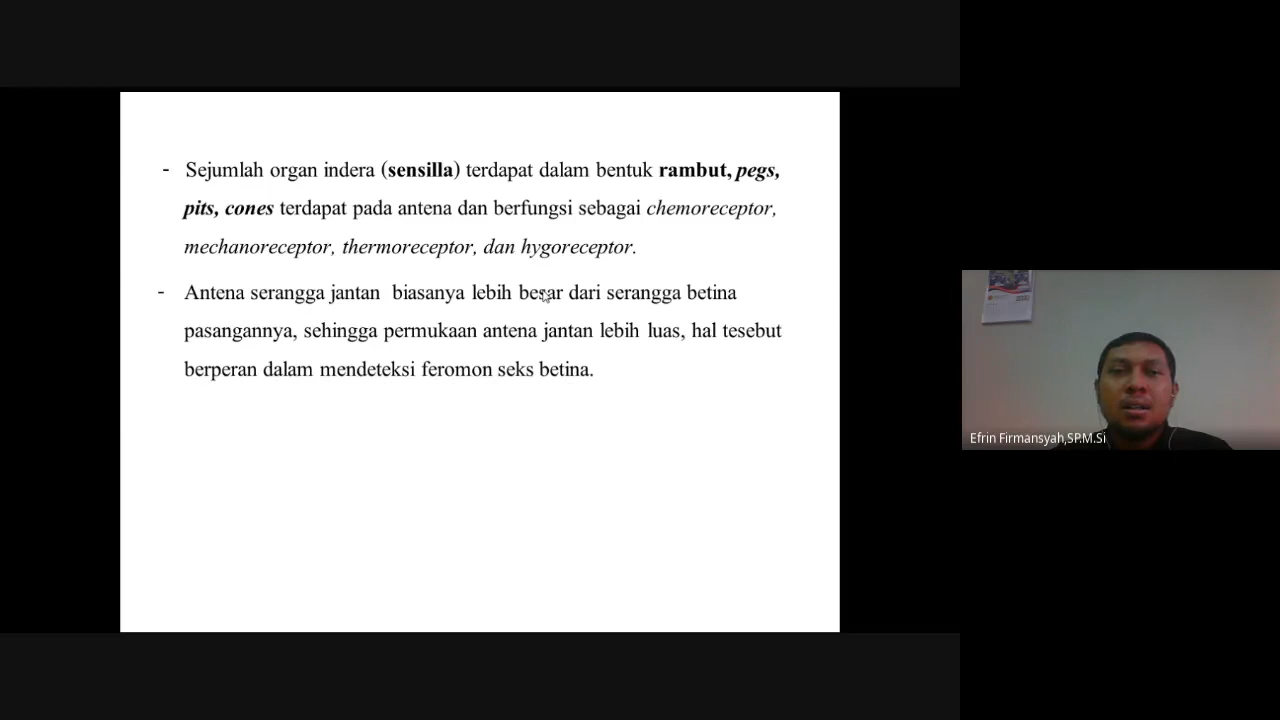 - Sejumlah organ indera (sensilla) terdapat dalam bentuk rambut, pegs,
pits, cones terdapat pada antena dan berfungsi sebagai chemoreceptor,
mechanoreceptor, thermoreceptor, dan hygoreceptor.
- Antena serangga jantan biasanya lebih besar dari serangga betina
pasangannya, sehingga permukaan antena jantan lebih luas, hal tesebut
berperan dalam mendeteksi feromon seks betina.
Efrin Firmansyah,SP.M.Si